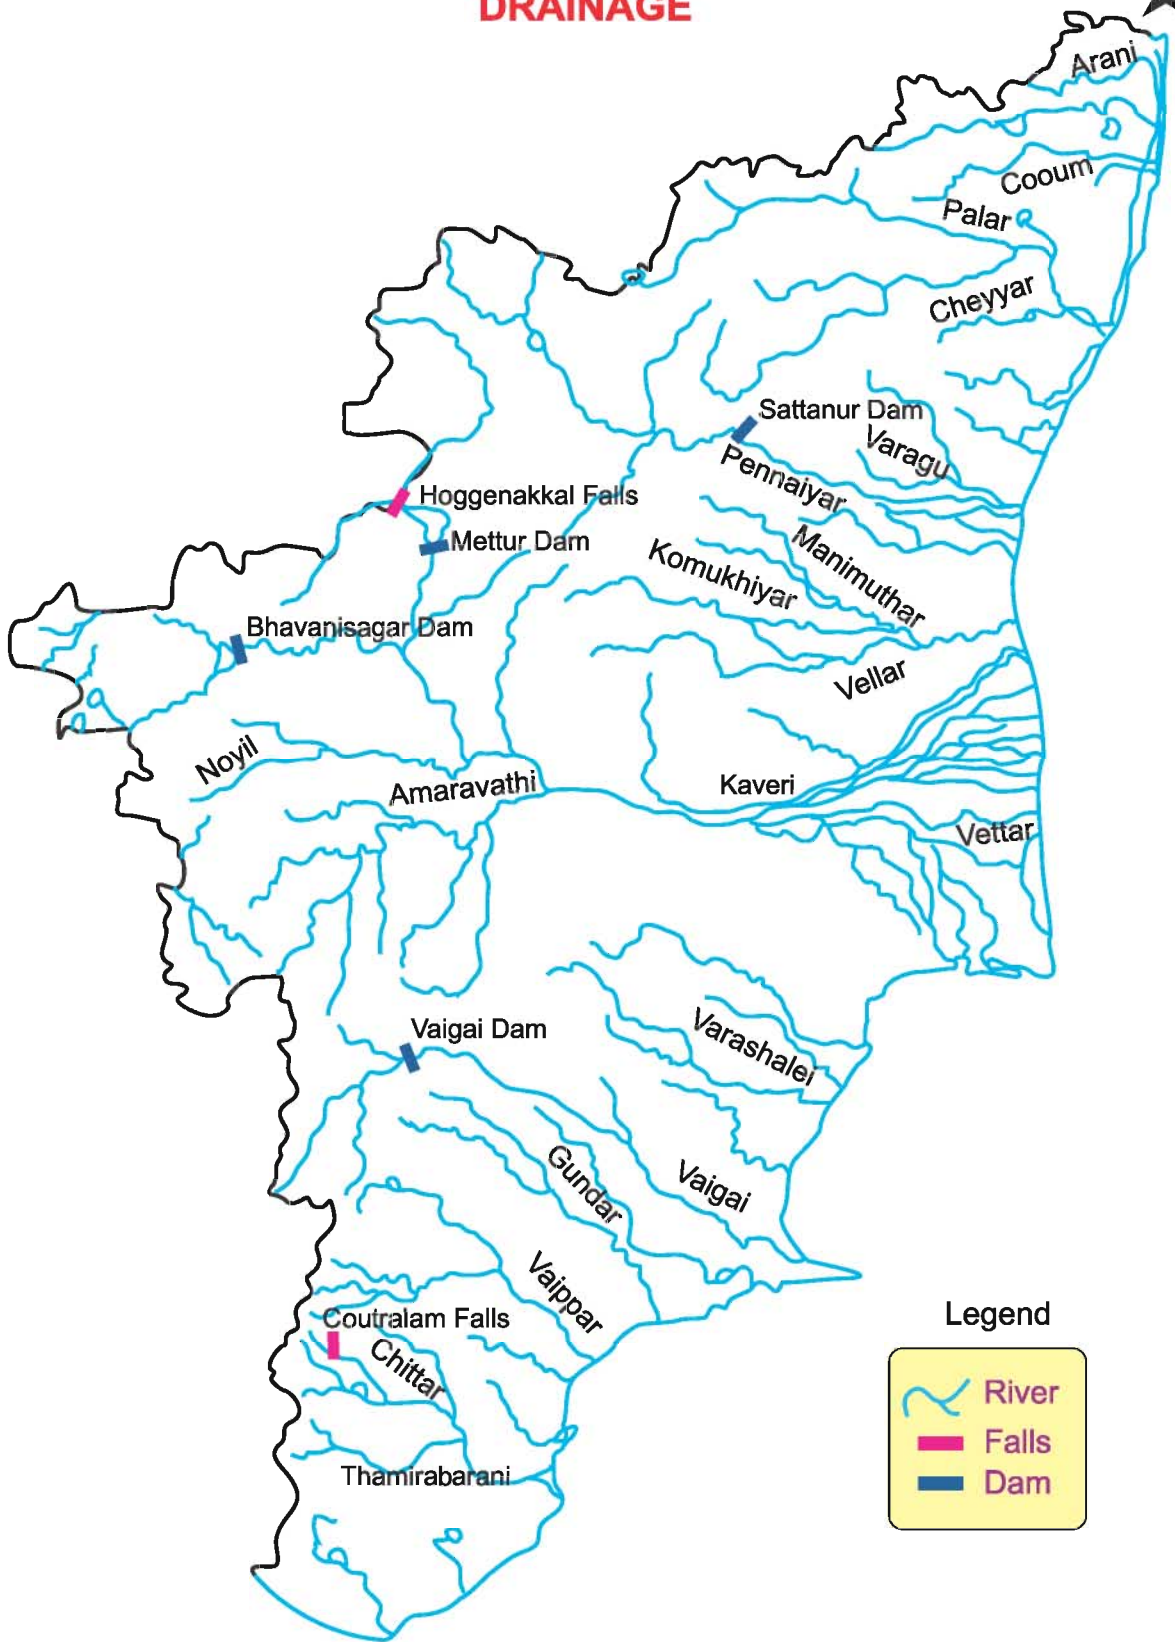 DRAINAGE
Arani
Cooum
Palar
Cheyyar
Sattanur Dam
Varagu
Pennaiyar
Hoggenakkal Falls
Mettur Dam
Manimuthar
Komukhiyar
Bhavanisagar Dam
Vellar
Noyil
Amaravathi
Kaveri
Vettar
Vaigai Dam
Varashalei
Gundar
Vaigai
Vaippar
Coutralam Falls
Chittar
Thamirabarani
Legend
River
Falls
Dam